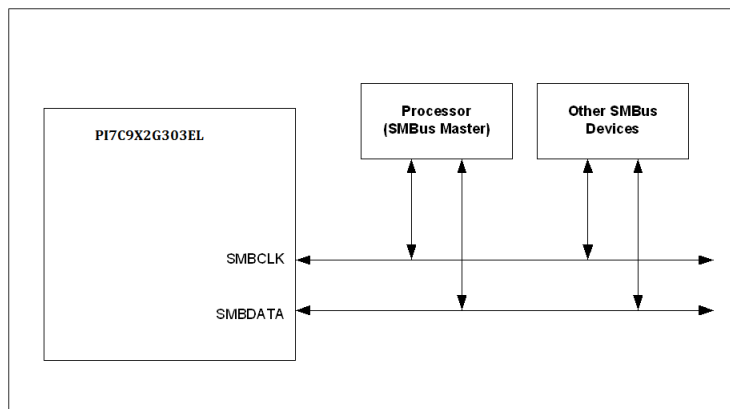 PI7C9X2G303EL
Processor
(SMBus Master)
Other SMBus
Devices
SMBCLK
SMBDATA